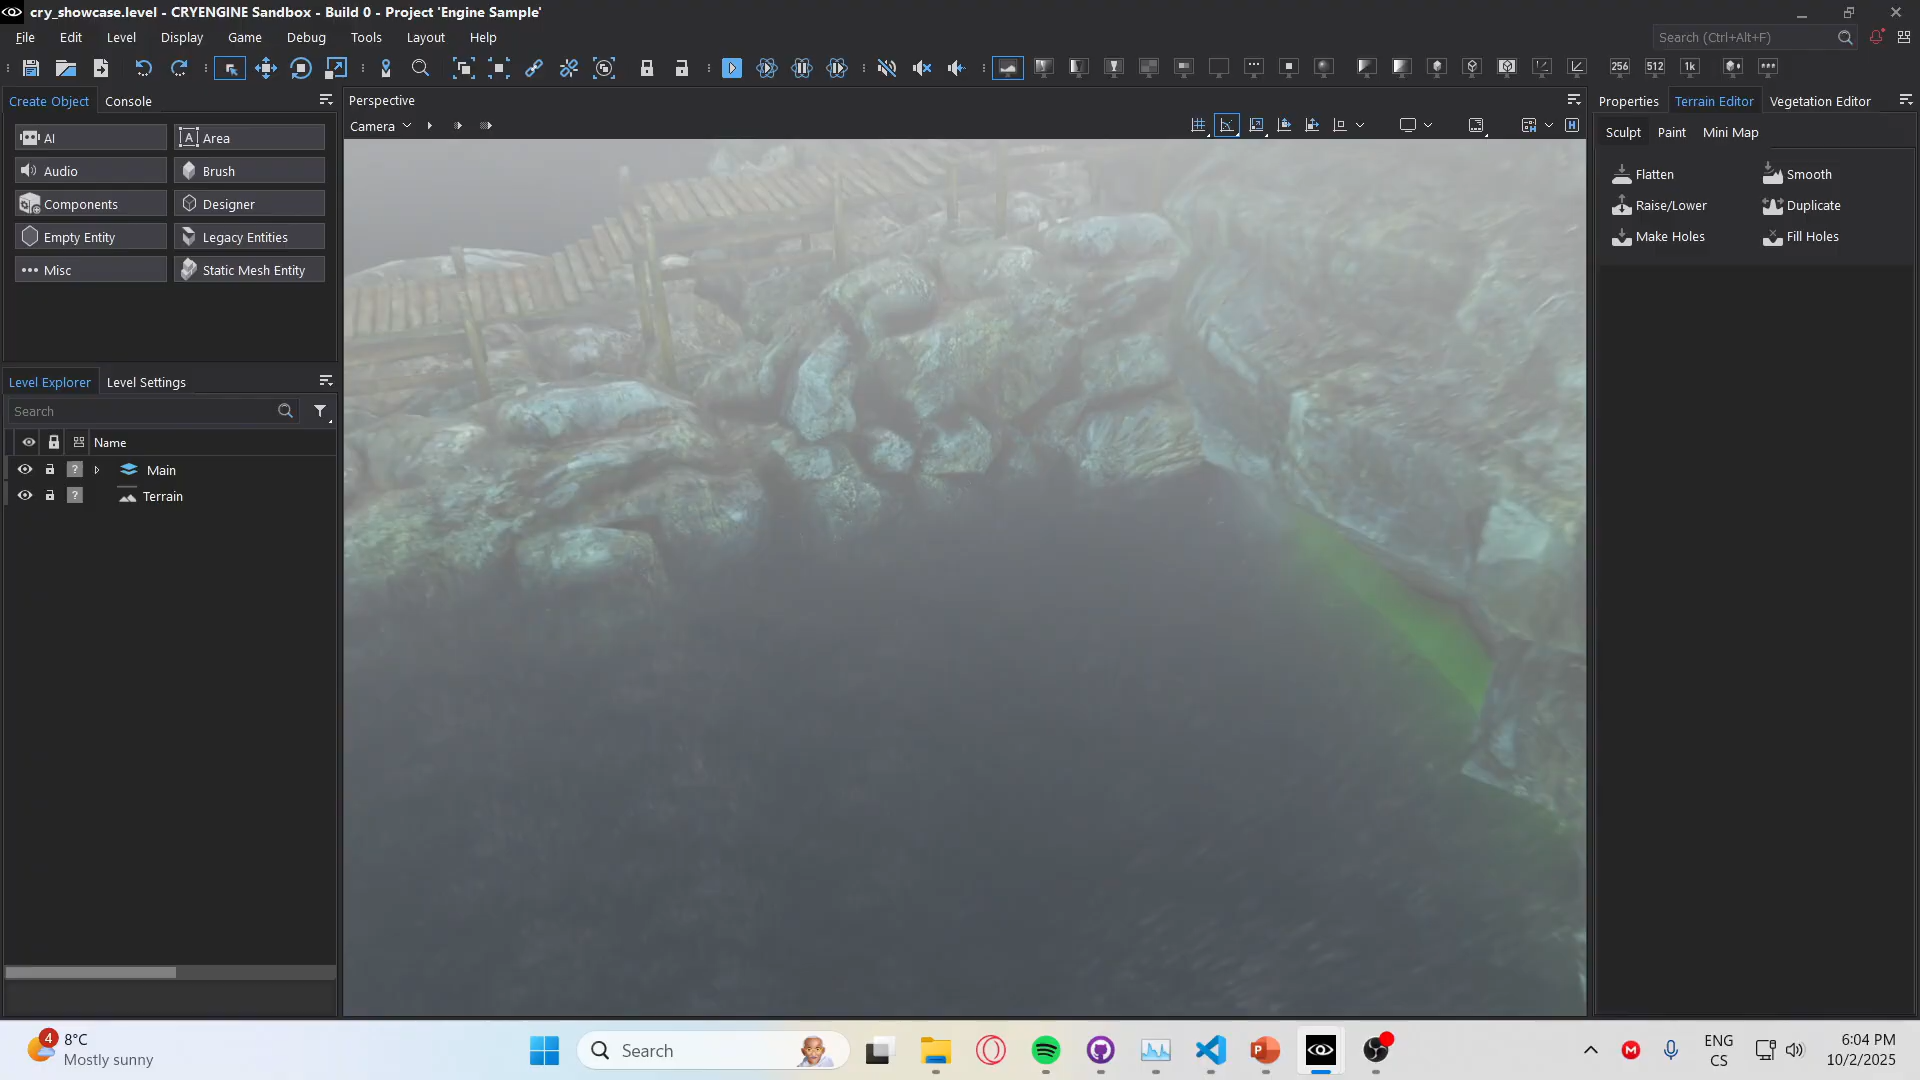 cry_showcase.level - CRYENGINE Sandbox - Build 0 - Project 'Engine Sample'
File Edit Level Display Game Debug Tools Layout Help
Search (Ctrl+Alt+F)
256 512 1k
Create Object Console
AI Area
Audio Brush
Components Designer
Empty Entity Legacy Entities
Misc Static Mesh Entity
Level Explorer Level Settings
Search
Name
? Main
? Terrain
Perspective
Camera
H
Properties Terrain Editor Vegetation Editor
Sculpt Paint Mini Map
Flatten Smooth
Raise/Lower Duplicate
Make Holes Fill Holes
4
8°C
Mostly sunny
Search
ENG
CS
6:04 PM
10/2/2025